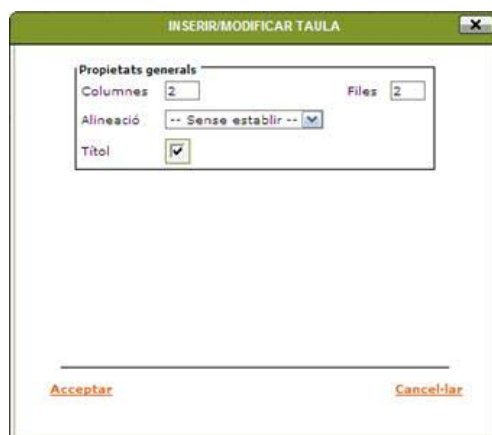 INSERIR/MODIFICAR TAULA
Propietats generals
Columnes 2 Files 2
Alineació -- Sense establir --
Títol
Acceptar Cancel·lar